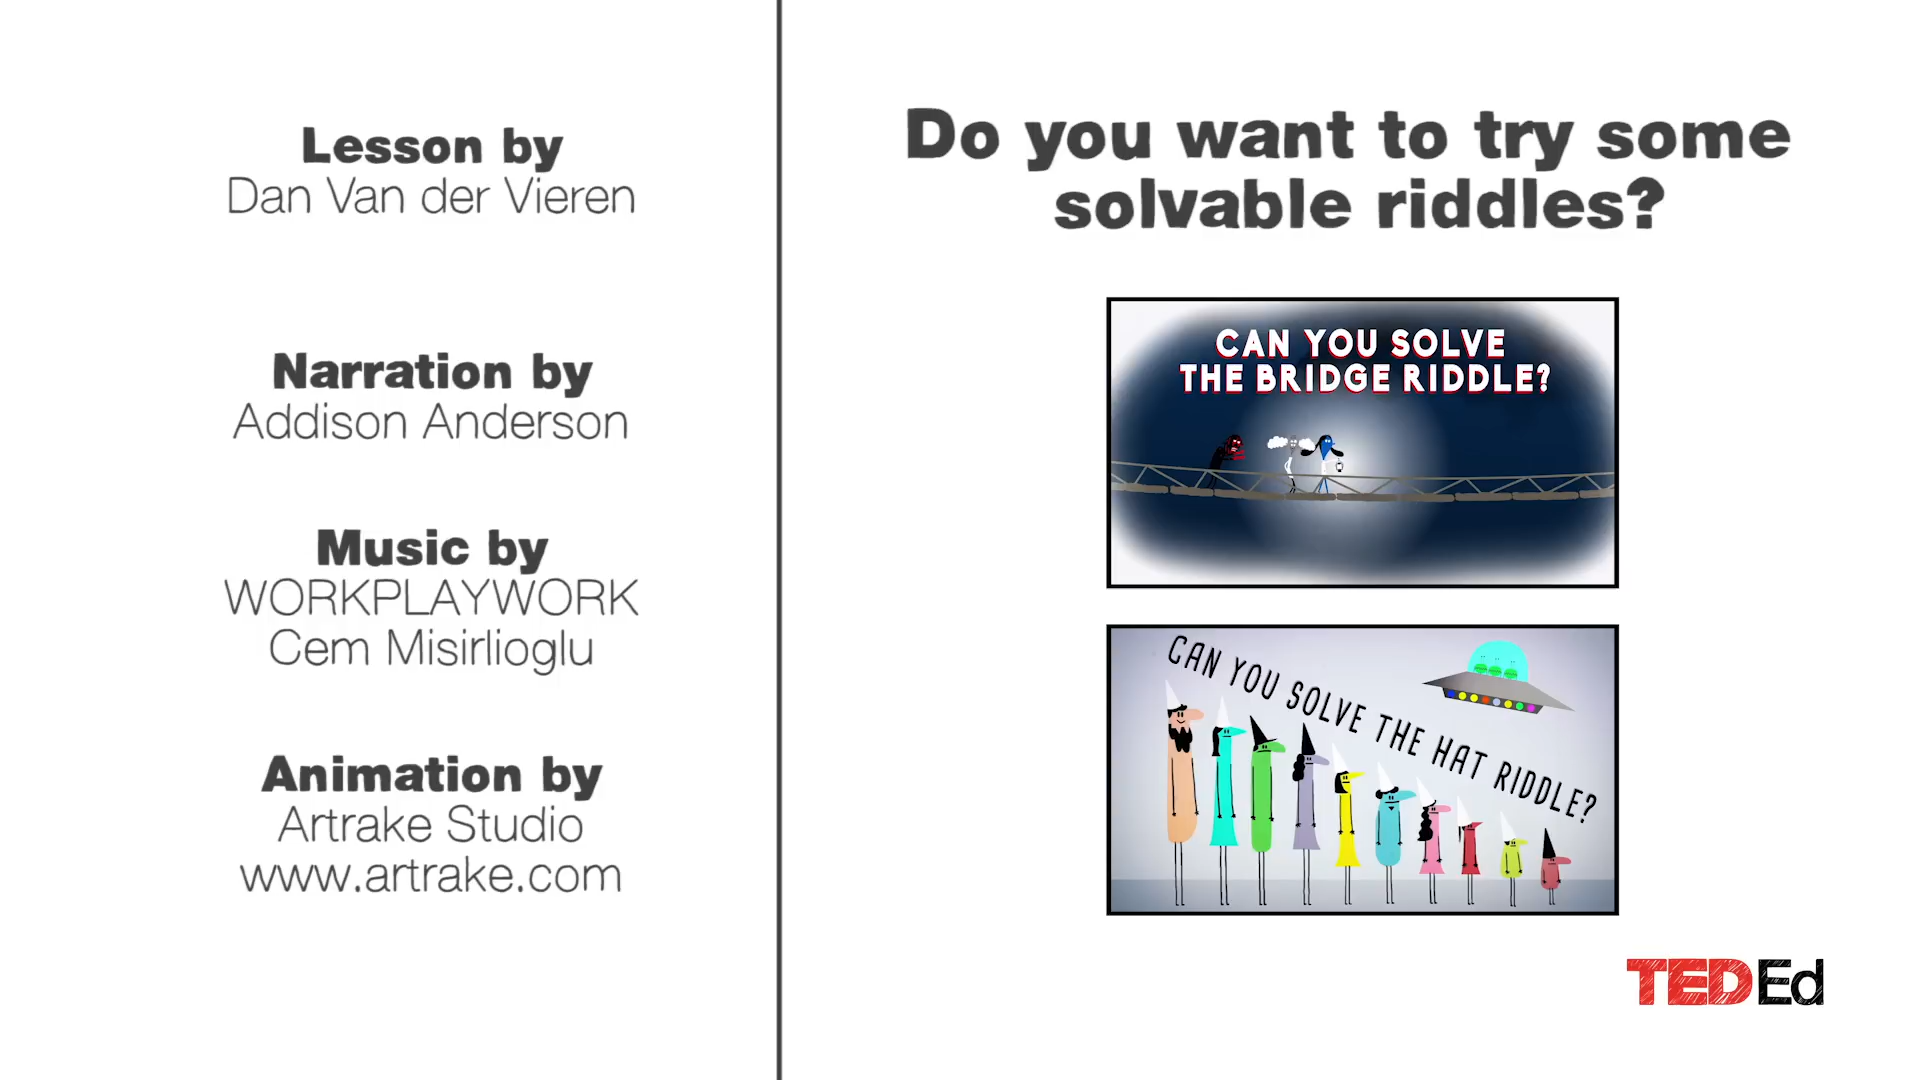 Lesson by
Dan Van der Vieren
Narration by
Addison Anderson
Music by
WORKPLAYWORK
Cem Misirlioglu
Animation by
Artrake Studio
www.artrake.com
Do you want to try some
solvable riddles?
CAN YOU SOLVE
THE BRIDGE RIDDLE?
CAN YOU SOLVE THE HAT RIDDLE?
TEDEd